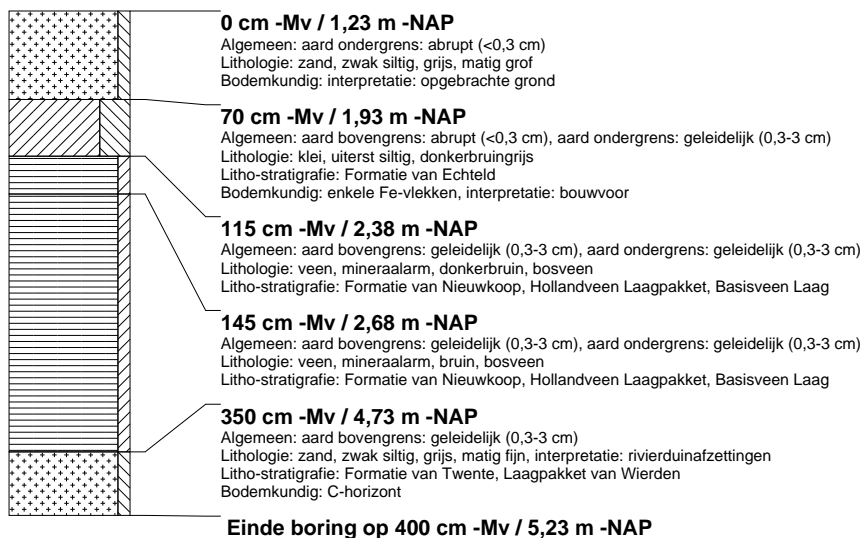 0 cm -Mv / 1,23 m -NAP
Algemeen: aard ondergrens: abrupt (<0,3 cm)
Lithologie: zand, zwak siltig, grijs, matig grof
Bodemkundig: interpretatie: opgebrachte grond
70 cm -Mv / 1,93 m -NAP
Algemeen: aard bovengrens: abrupt (<0,3 cm), aard ondergrens: geleidelijk (0,3-3 cm)
Lithologie: klei, uiterst siltig, donkerbruingrijs
Litho-stratigrafie: Formatie van Echteld
Bodemkundig: enkele Fe-vlekken, interpretatie: bouwvoor
115 cm -Mv / 2,38 m -NAP
Algemeen: aard bovengrens: geleidelijk (0,3-3 cm), aard ondergrens: geleidelijk (0,3-3 cm)
Lithologie: veen, mineraalarm, donkerbruin, bosveen
Litho-stratigrafie: Formatie van Nieuwkoop, Hollandveen Laagpakket, Basisveen Laag
145 cm -Mv / 2,68 m -NAP
Algemeen: aard bovengrens: geleidelijk (0,3-3 cm), aard ondergrens: geleidelijk (0,3-3 cm)
Lithologie: veen, mineraalarm, bruin, bosveen
Litho-stratigrafie: Formatie van Nieuwkoop, Hollandveen Laagpakket, Basisveen Laag
350 cm -Mv / 4,73 m -NAP
Algemeen: aard bovengrens: geleidelijk (0,3-3 cm)
Lithologie: zand, zwak siltig, grijs, matig fijn, interpretatie: rivierduinafzettingen
Litho-stratigrafie: Formatie van Twente, Laagpakket van Wierden
Bodemkundig: C-horizont
Einde boring op 400 cm -Mv / 5,23 m -NAP